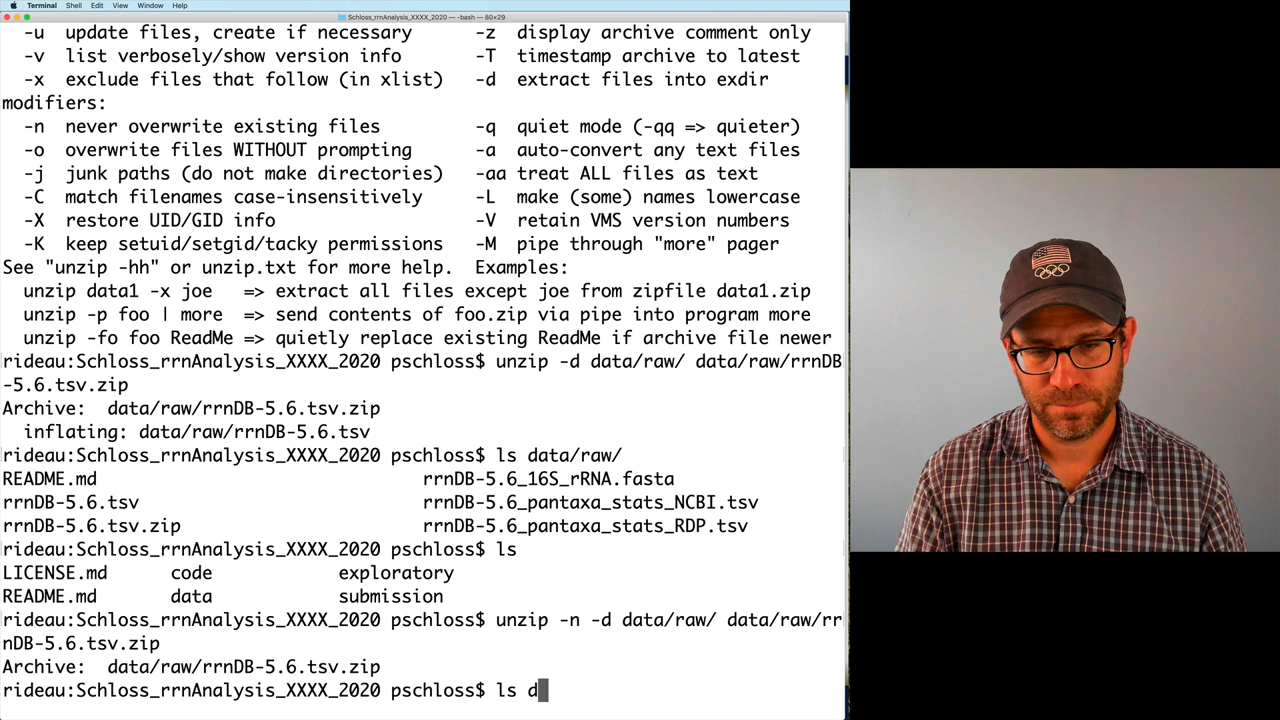 Terminal Shell Edit View Window Help
Schloss_rrnAnalysis_XXXX_2020 — -bash — 80×29
-u update files, create if necessary -z display archive comment only
-v list verbosely/show version info -T timestamp archive to latest
-x exclude files that follow (in xlist) -d extract files into exdir
modifiers:
-n never overwrite existing files -q quiet mode (-qq => quieter)
-o overwrite files WITHOUT prompting -a auto-convert any text files
-j junk paths (do not make directories) -aa treat ALL files as text
-C match filenames case-insensitively -L make (some) names lowercase
-X restore UID/GID info -V retain VMS version numbers
-K keep setuid/setgid/tacky permissions -M pipe through "more" pager
See "unzip -hh" or unzip.txt for more help. Examples:
unzip data1 -x joe => extract all files except joe from zipfile data1.zip
unzip -p foo | more => send contents of foo.zip via pipe into program more
unzip -fo foo ReadMe => quietly replace existing ReadMe if archive file newer
rideau:Schloss_rrnAnalysis_XXXX_2020 pschloss$ unzip -d data/raw/ data/raw/rrnDB
-5.6.tsv.zip
Archive: data/raw/rrnDB-5.6.tsv.zip
inflating: data/raw/rrnDB-5.6.tsv
rideau:Schloss_rrnAnalysis_XXXX_2020 pschloss$ ls data/raw/
README.md rrnDB-5.6_16S_rRNA.fasta
rrnDB-5.6.tsv rrnDB-5.6_pantaxa_stats_NCBI.tsv
rrnDB-5.6.tsv.zip rrnDB-5.6_pantaxa_stats_RDP.tsv
rideau:Schloss_rrnAnalysis_XXXX_2020 pschloss$ ls
LICENSE.md code exploratory
README.md data submission
rideau:Schloss_rrnAnalysis_XXXX_2020 pschloss$ unzip -n -d data/raw/ data/raw/rr
nDB-5.6.tsv.zip
Archive: data/raw/rrnDB-5.6.tsv.zip
rideau:Schloss_rrnAnalysis_XXXX_2020 pschloss$ ls d